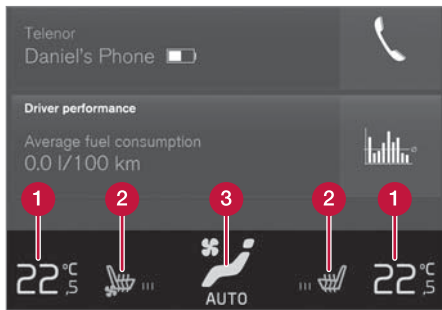 Telenor
Daniel's Phone
Driver performance
Average fuel consumption
0.0 l/100 km
1 2 3 2 1
22,5 °C AUTO 22,5 °C